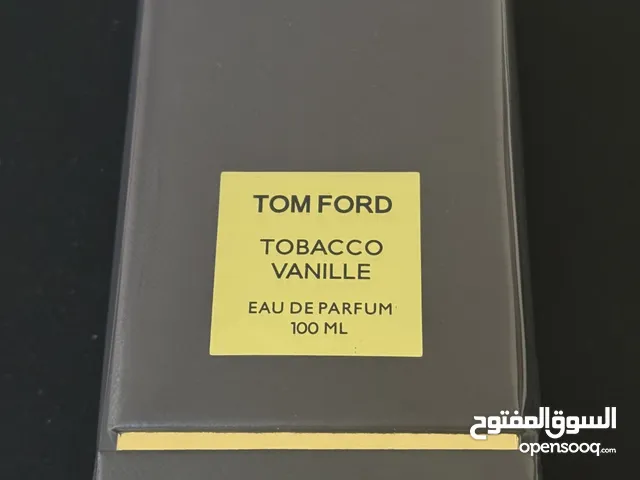 TOM FORD
TOBACCO
VANILLE
EAU DE PARFUM
100 ML
السوق المفتوح
opensooq.com